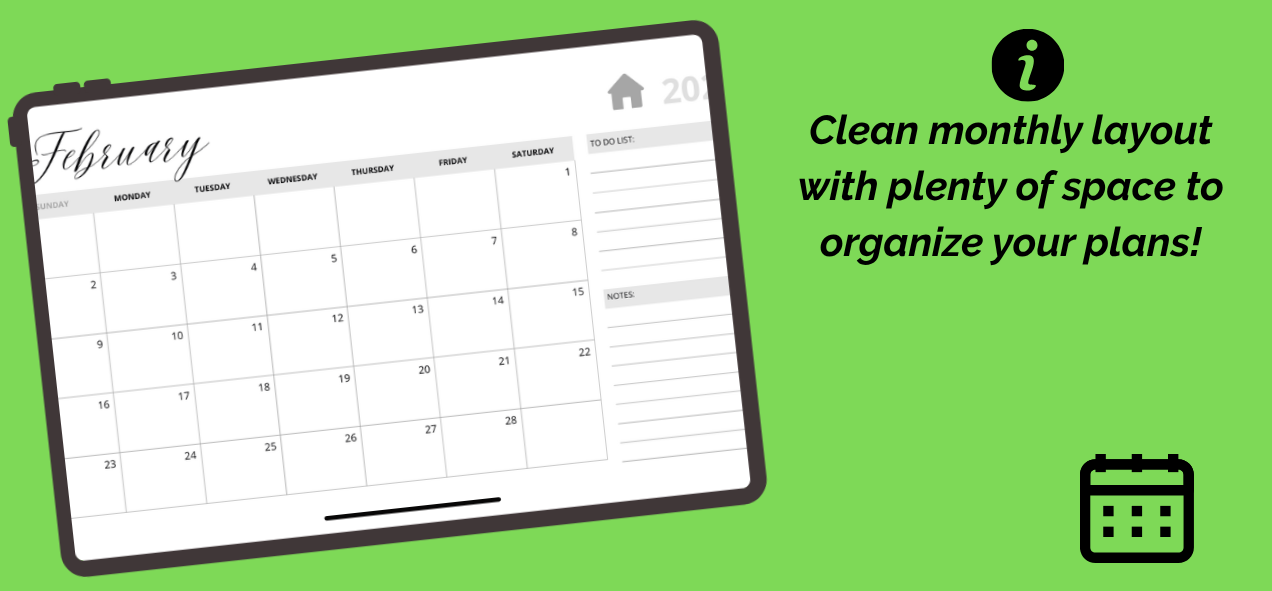 February
202
SUNDAY MONDAY TUESDAY WEDNESDAY THURSDAY FRIDAY SATURDAY
1
2 3 4 5 6 7 8
9 10 11 12 13 14 15
16 17 18 19 20 21 22
23 24 25 26 27 28
TO DO LIST:
NOTES:
i
Clean monthly layout
with plenty of space to
organize your plans!